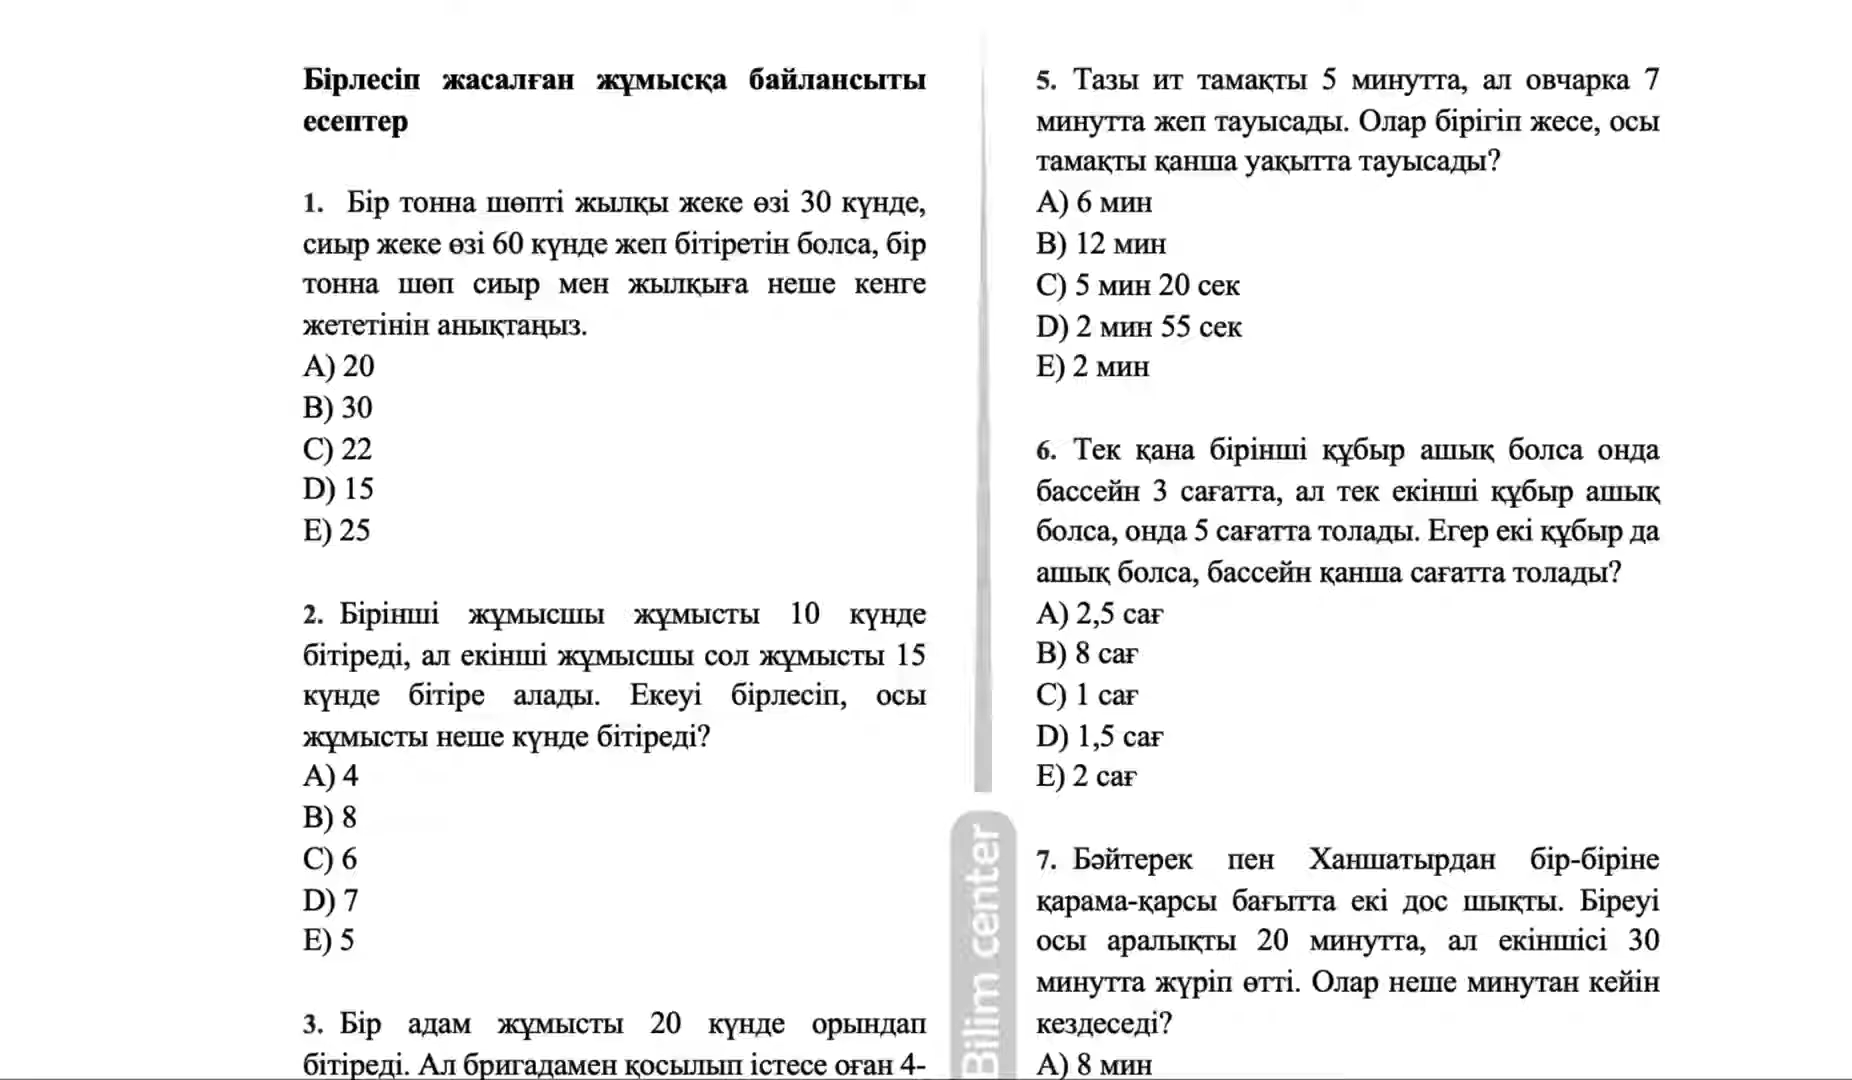 Бірлесіп жасалған жұмысқа байлансыты
есептер
1. Бір тонна шөпті жылқы жеке өзі 30 күнде,
сиыр жеке өзі 60 күнде жеп бітіретін болса, бір
тонна шөп сиыр мен жылқыға неше кенге
жететінін анықтаңыз.
A) 20
B) 30
C) 22
D) 15
E) 25
2. Бірінші жұмысшы жұмысты 10 күнде
бітіреді, ал екінші жұмысшы сол жұмысты 15
күнде бітіре алады. Екеуі бірлесіп, осы
жұмысты неше күнде бітіреді?
A) 4
B) 8
C) 6
D) 7
E) 5
3. Бір адам жұмысты 20 күнде орындап
бітіреді. Ал бригадамен қосылып істесе оған 4-
Bilim center
5. Тазы ит тамақты 5 минутта, ал овчарка 7
минутта жеп тауысады. Олар бірігіп жесе, осы
тамақты қанша уақытта тауысады?
A) 6 мин
B) 12 мин
C) 5 мин 20 сек
D) 2 мин 55 сек
E) 2 мин
6. Тек қана бірінші құбыр ашық болса онда
бассейн 3 сағатта, ал тек екінші құбыр ашық
болса, онда 5 сағатта толады. Егер екі құбыр да
ашық болса, бассейн қанша сағатта толады?
A) 2,5 сағ
B) 8 сағ
C) 1 сағ
D) 1,5 сағ
E) 2 сағ
7. Бәйтерек пен Ханшатырдан бір-біріне
қарама-қарсы бағытта екі дос шықты. Біреуі
осы аралықты 20 минутта, ал екіншісі 30
минутта жүріп өтті. Олар неше минутан кейін
кездеседі?
A) 8 мин